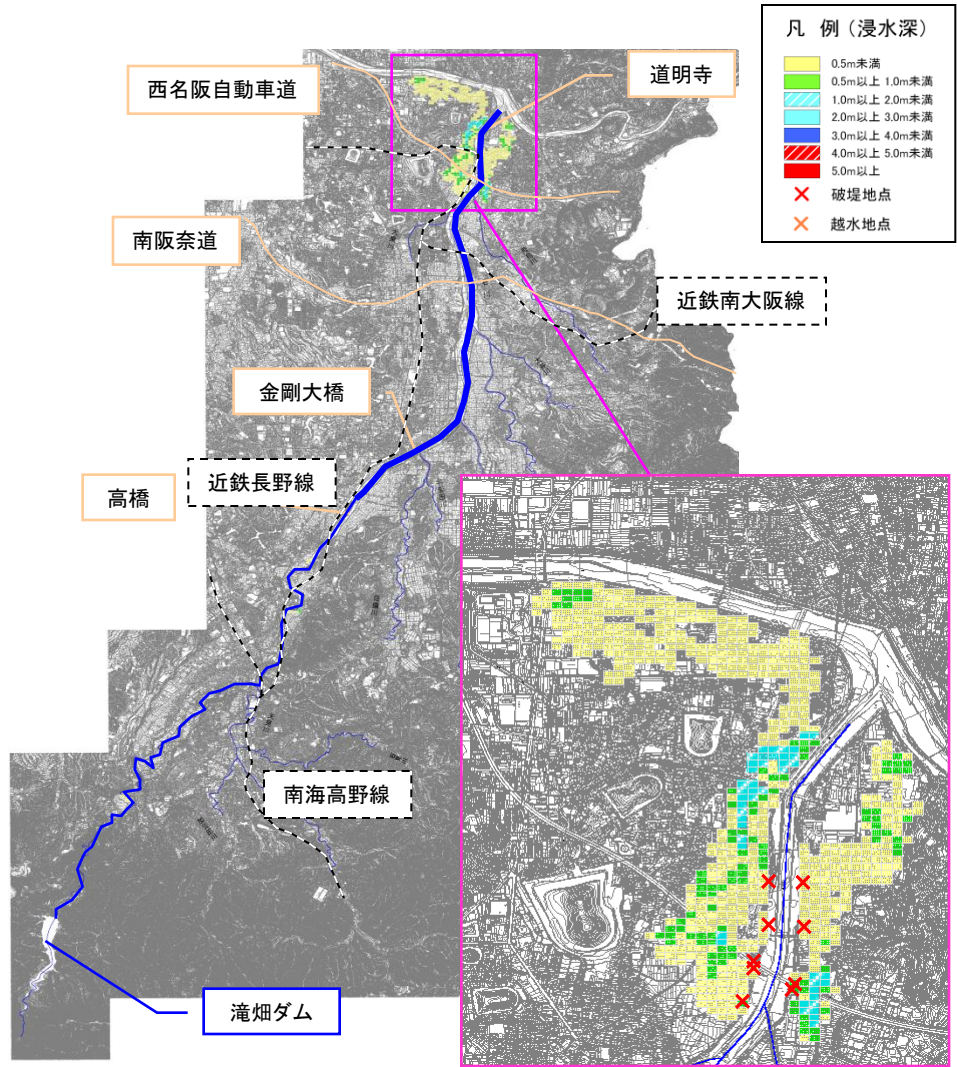 凡 例（浸水深）
0.5m未満
0.5m以上 1.0m未満
1.0m以上 2.0m未満
2.0m以上 3.0m未満
3.0m以上 4.0m未満
4.0m以上 5.0m未満
5.0m以上
破堤地点
越水地点
道明寺
西名阪自動車道
南阪奈道
近鉄南大阪線
金剛大橋
近鉄長野線
高橋
南海高野線
滝畑ダム